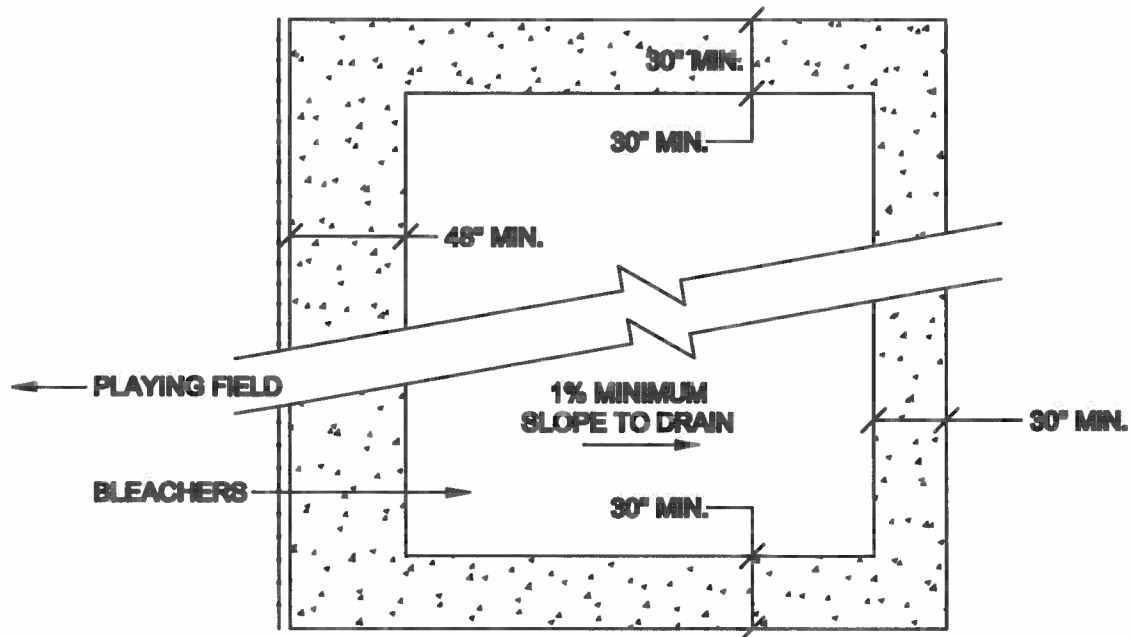 30" MIN.
30" MIN.
48" MIN.
PLAYING FIELD
1% MINIMUM
SLOPE TO DRAIN
30" MIN.
BLEACHERS
30" MIN.